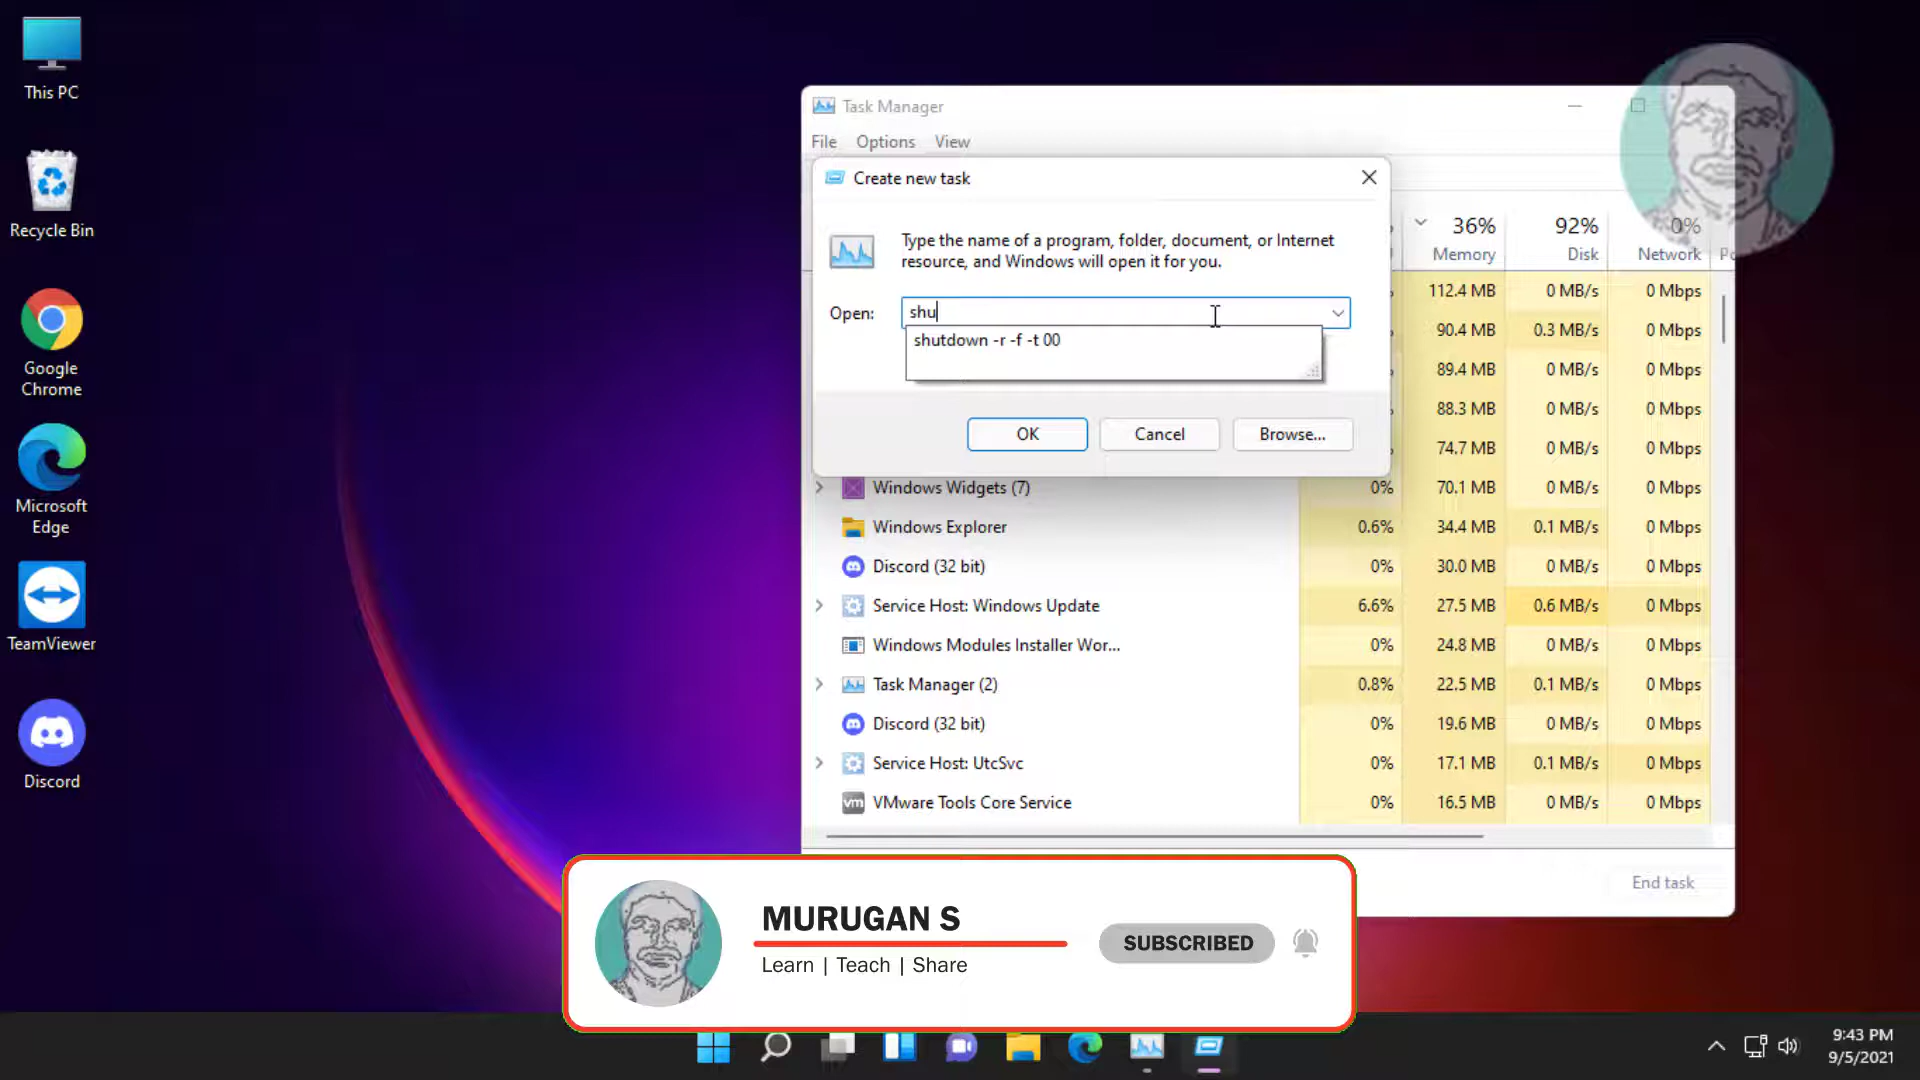 This PC
Recycle Bin
Google
Chrome
Microsoft
Edge
TeamViewer
Discord
Task Manager
File Options View
Create new task
Type the name of a program, folder, document, or Internet
resource, and Windows will open it for you.
Open: shu
shutdown -r -f -t 00
OK Cancel Browse...
36% 92% 0%
Memory Disk Network
112.4 MB 0 MB/s 0 Mbps
90.4 MB 0.3 MB/s 0 Mbps
89.4 MB 0 MB/s 0 Mbps
88.3 MB 0 MB/s 0 Mbps
74.7 MB 0 MB/s 0 Mbps
Windows Widgets (7) 0% 70.1 MB 0 MB/s 0 Mbps
Windows Explorer 0.6% 34.4 MB 0.1 MB/s 0 Mbps
Discord (32 bit) 0% 30.0 MB 0 MB/s 0 Mbps
Service Host: Windows Update 6.6% 27.5 MB 0.6 MB/s 0 Mbps
Windows Modules Installer Wor... 0% 24.8 MB 0 MB/s 0 Mbps
Task Manager (2) 0.8% 22.5 MB 0.1 MB/s 0 Mbps
Discord (32 bit) 0% 19.6 MB 0 MB/s 0 Mbps
Service Host: UtcSvc 0% 17.1 MB 0.1 MB/s 0 Mbps
vm VMware Tools Core Service 0% 16.5 MB 0 MB/s 0 Mbps
End task
MURUGAN S
Learn | Teach | Share
SUBSCRIBED
9:43 PM
9/5/2021